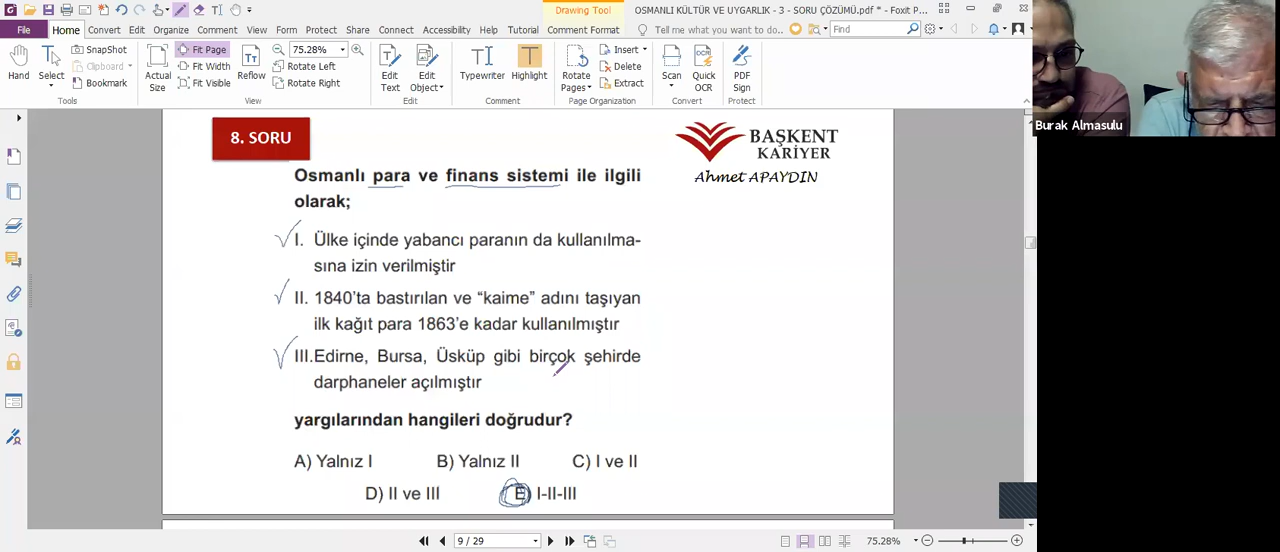 Drawing Tool
OSMANLI KÜLTÜR VE UYGARLIK - 3 - SORU ÇÖZÜMÜ.pdf * - Foxit P...
File Home Convert Edit Organize Comment View Form Protect Share Connect Accessibility Help Tutorial Comment Format Tell me what you want to do... Find
SnapShot Fit Page 75.28% Insert
Clipboard Fit Width Rotate Left Delete
Bookmark Fit Visible Rotate Right Extract
Hand Select Actual Size Reflow Edit Text Edit Object Typewriter Highlight Rotate Pages Scan Quick OCR PDF Sign
Tools View Edit Comment Page Organization Convert Protect
Burak Almasulu
8. SORU
BAŞKENT
KARİYER
Ahmet APAYDIN
Osmanlı para ve finans sistemi ile ilgili
olarak;
I. Ülke içinde yabancı paranın da kullanılma-
sına izin verilmiştir
II. 1840'ta bastırılan ve “kaime” adını taşıyan
ilk kağıt para 1863'e kadar kullanılmıştır
III.Edirne, Bursa, Üsküp gibi birçok şehirde
darphaneler açılmıştır
yargılarından hangileri doğrudur?
A) Yalnız I B) Yalnız II C) I ve II
D) II ve III E) I-II-III
9 / 29 75.28%